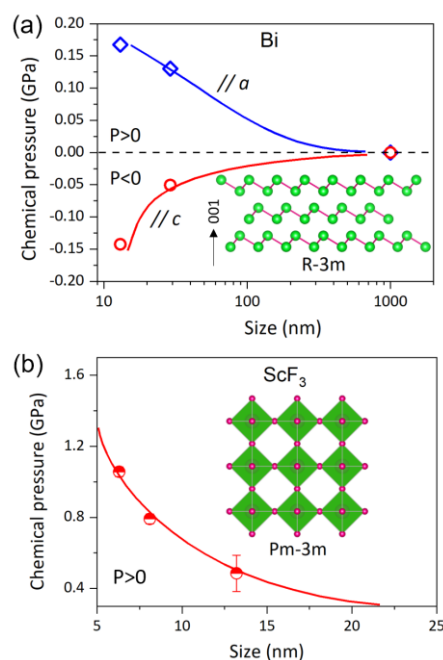 (a)
Chemical pressure (GPa)
0.20
0.15
0.10
0.05
0.00
-0.05
-0.10
-0.15
-0.20
Bi
// a
P>0
P<0
// c
001
R-3m
10
100
1000
Size (nm)
(b)
Chemical pressure (GPa)
1.6
1.2
0.8
0.4
ScF₃
Pm-3m
P>0
5
10
15
20
25
Size (nm)